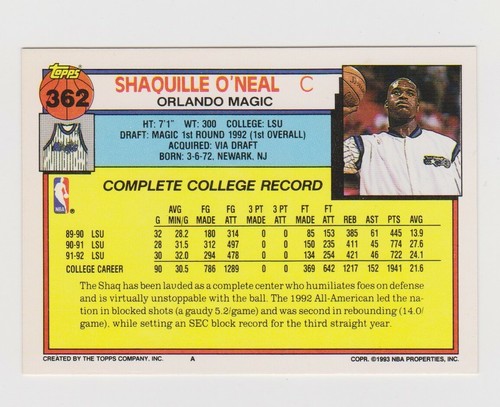 Topps
362
SHAQUILLE O'NEAL C
ORLANDO MAGIC
HT: 7'1" WT: 300 COLLEGE: LSU
DRAFT: MAGIC 1st ROUND 1992 (1st OVERALL)
ACQUIRED: VIA DRAFT
BORN: 3-6-72, NEWARK, NJ
NBA
COMPLETE COLLEGE RECORD
AVG FG FG 3 PT 3 PT FT FT
G MIN/G MADE ATT MADE ATT MADE ATT REB AST PTS AVG
89-90 LSU 32 28.2 180 314 0 0 85 153 385 61 445 13.9
90-91 LSU 28 31.5 312 497 0 0 150 235 411 45 774 27.6
91-92 LSU 30 32.0 294 478 0 0 134 254 421 46 722 24.1
COLLEGE CAREER 90 30.5 786 1289 0 0 369 642 1217 152 1941 21.6
The Shaq has been lauded as a complete center who humiliates foes on defense
and is virtually unstoppable with the ball. The 1992 All-American led the na-
tion in blocked shots (a gaudy 5.2/game) and was second in rebounding (14.0/
game), while setting an SEC block record for the third straight year.
CREATED BY THE TOPPS COMPANY, INC. A COPR. ©1993 NBA PROPERTIES, INC.